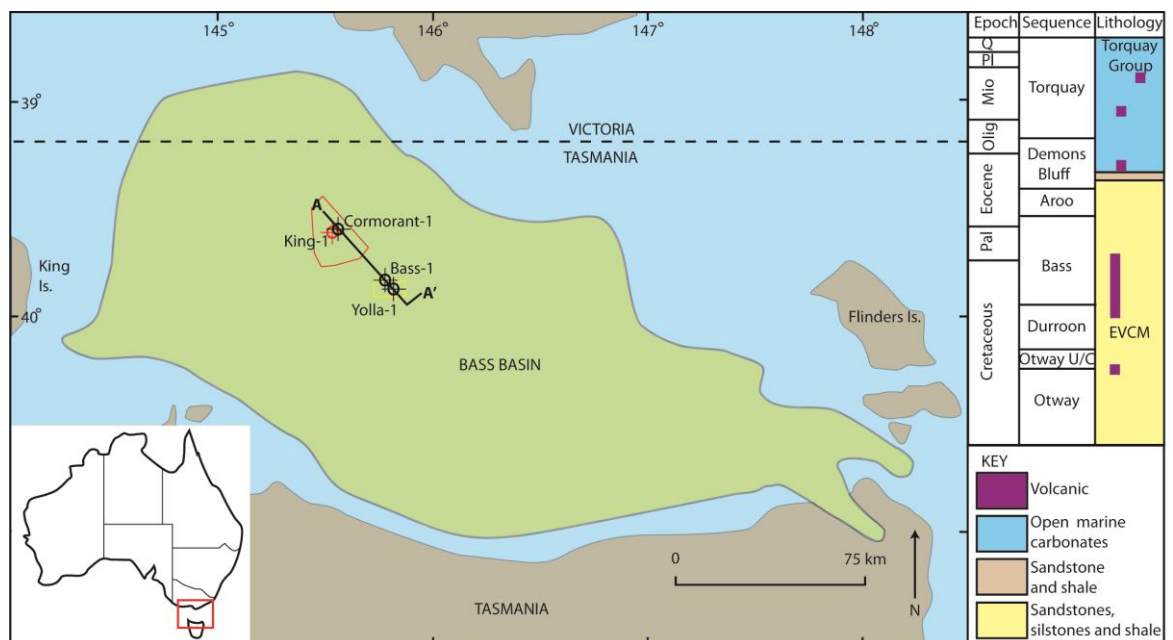 145°
146°
147°
148°
39°
VICTORIA
TASMANIA
A
Cormorant-1
King-1
Bass-1
A'
Yolla-1
King
Is.
40°
Flinders Is.
BASS BASIN
0
75 km
N
TASMANIA
Epoch Sequence Lithology
Q
Pl
Mio
Olig
Eocene
Pal
Cretaceous
Torquay
Demons
Bluff
Aroo
Bass
Durroon
Otway U/C
Otway
Torquay
Group
EVCM
KEY
Volcanic
Open marine
carbonates
Sandstone
and shale
Sandstones,
silstones and shale